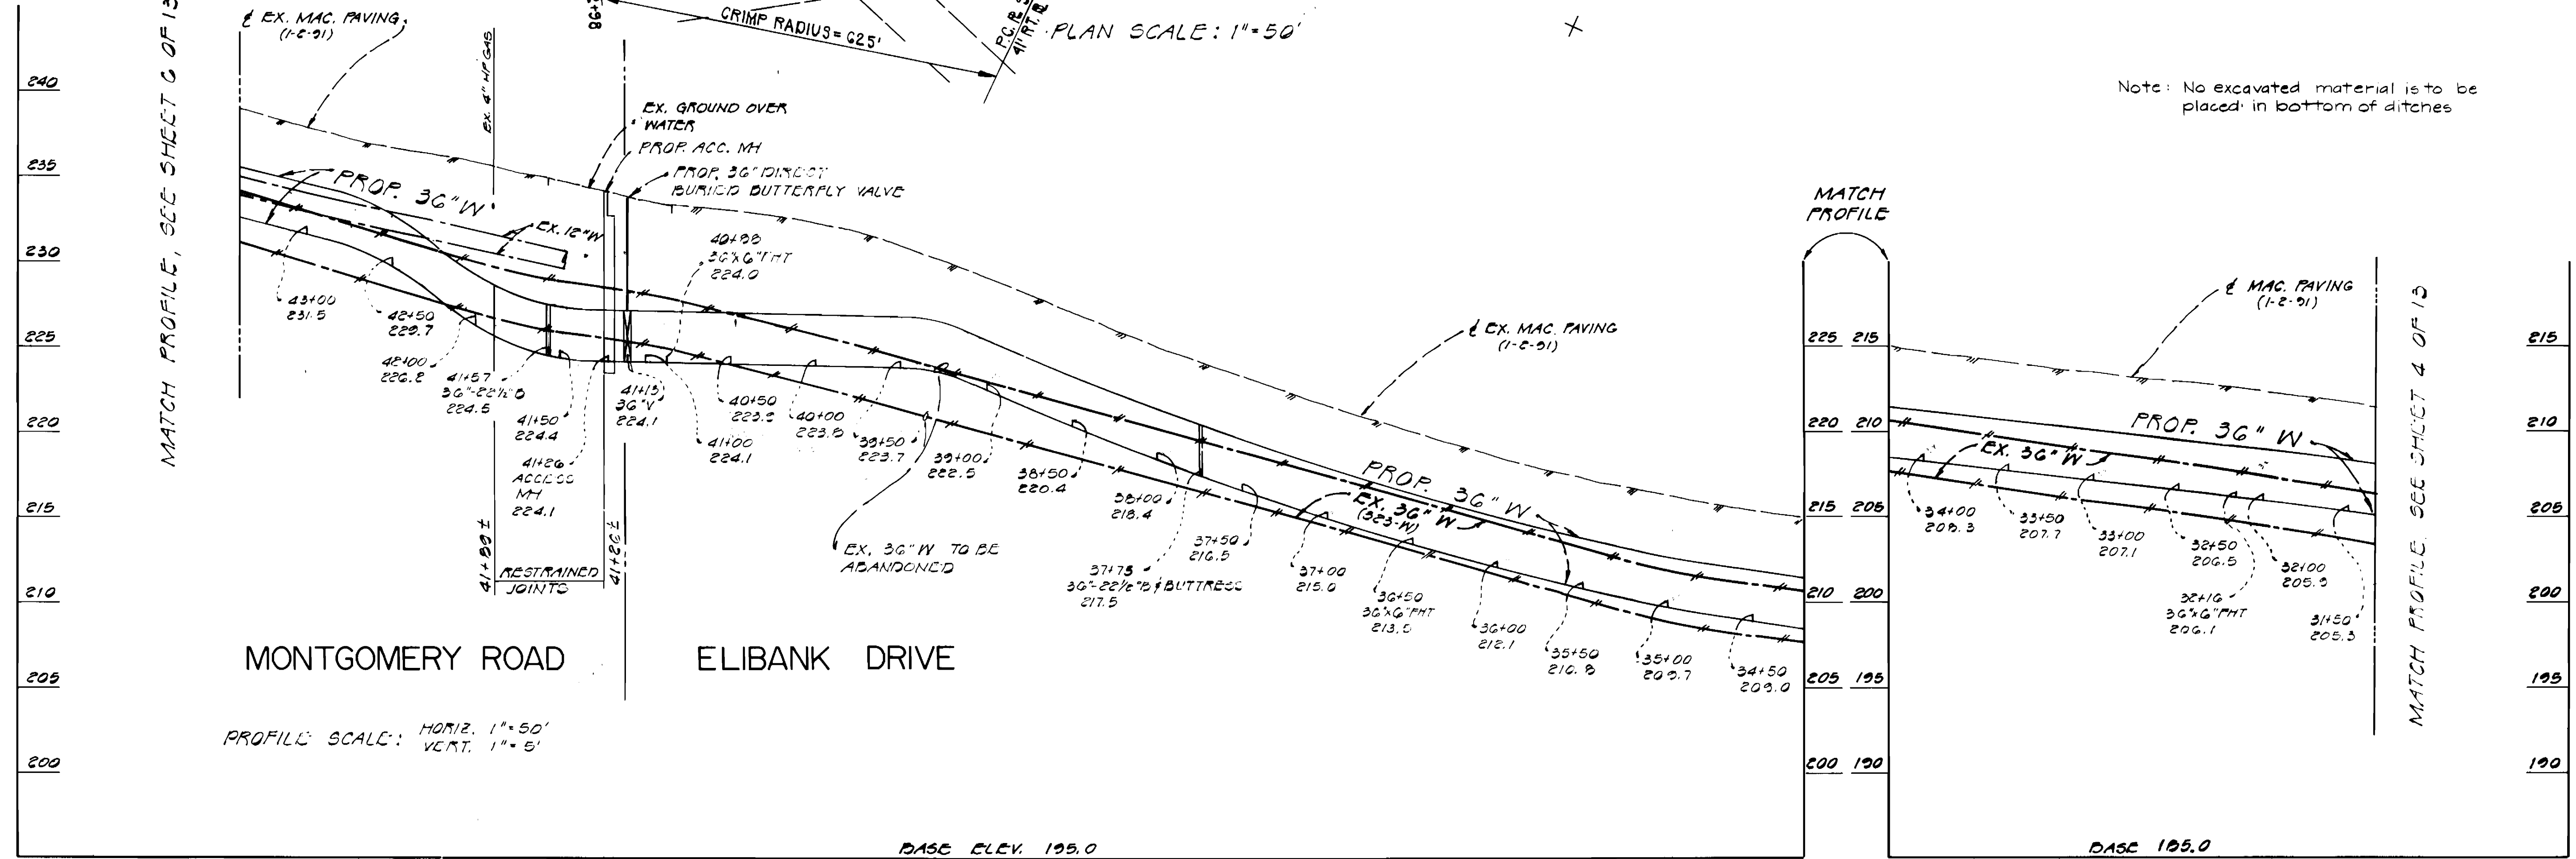 MATCH PROFILE, SEE SHEET 6 OF 13
℄ EX. MAC. PAVING
(1-2-91)
EX. 4" HP GAS
CRIMP RADIUS = 625'
PLAN SCALE: 1"=50'
Note: No excavated material is to be
placed in bottom of ditches
EX. GROUND OVER
WATER
PROP. ACC. MH
PROP. 36" DIRECT
BURIED BUTTERFLY VALVE
PROP. 36" W
EX. 12" W
240
235
230
225
220
215
210
205
200
43+00
231.5
42+50
229.7
42+00
226.2
41+57
36"-22½°B
224.5
41+50
224.4
41+26
ACCESS
MH
224.1
41+13
36"V
224.1
41+00
224.1
40+88
36"x6"FHT
224.0
40+50
223.9
40+00
223.8
39+50
223.7
39+00
222.5
38+50
220.4
38+00
218.4
37+75
36"-22½°B & BUTTRESS
217.5
37+50
216.5
37+00
215.0
36+50
36"x6"FHT
213.5
36+00
212.1
35+50
210.8
35+00
209.7
34+50
209.0
41+89±
RESTRAINED
JOINTS
41+26±
EX. 36" W TO BE
ABANDONED
PROP. 36" W
EX. 36" W
(323-W)
℄ EX. MAC. PAVING
(1-2-91)
MONTGOMERY ROAD
ELIBANK DRIVE
PROFILE SCALE: HORIZ. 1"=50'
VERT. 1"=5'
BASE ELEV. 195.0
MATCH
PROFILE
225 215
220 210
215 205
210 200
205 195
200 190
℄ MAC. PAVING
(1-2-91)
PROP. 36" W
EX. 36" W
34+00
208.3
33+50
207.7
33+00
207.1
32+50
206.5
32+16
36"x6"FHT
206.1
32+00
205.9
31+50
205.3
MATCH PROFILE, SEE SHEET 4 OF 13
215
210
205
200
195
190
BASE 185.0